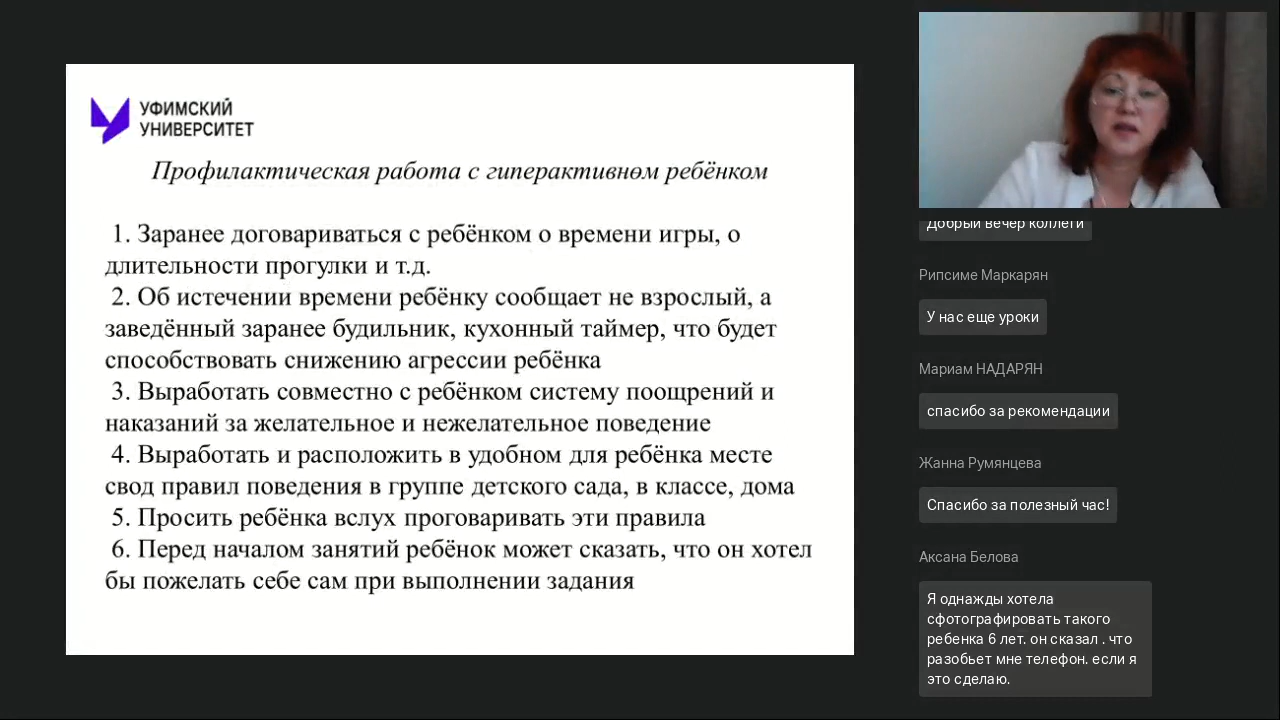 УФИМСКИЙ
УНИВЕРСИТЕТ
Профилактическая работа с гиперактивном ребёнком
1. Заранее договариваться с ребёнком о времени игры, о
длительности прогулки и т.д.
2. Об истечении времени ребёнку сообщает не взрослый, а
заведённый заранее будильник, кухонный таймер, что будет
способствовать снижению агрессии ребёнка
3. Выработать совместно с ребёнком систему поощрений и
наказаний за желательное и нежелательное поведение
4. Выработать и расположить в удобном для ребёнка месте
свод правил поведения в группе детского сада, в классе, дома
5. Просить ребёнка вслух проговаривать эти правила
6. Перед началом занятий ребёнок может сказать, что он хотел
бы пожелать себе сам при выполнении задания
Добрый вечер коллеги
Рипсиме Маркарян
У нас еще уроки
Мариам НАДАРЯН
спасибо за рекомендации
Жанна Румянцева
Спасибо за полезный час!
Аксана Белова
Я однажды хотела
сфотографировать такого
ребенка 6 лет. он сказал . что
разобьет мне телефон. если я
это сделаю.